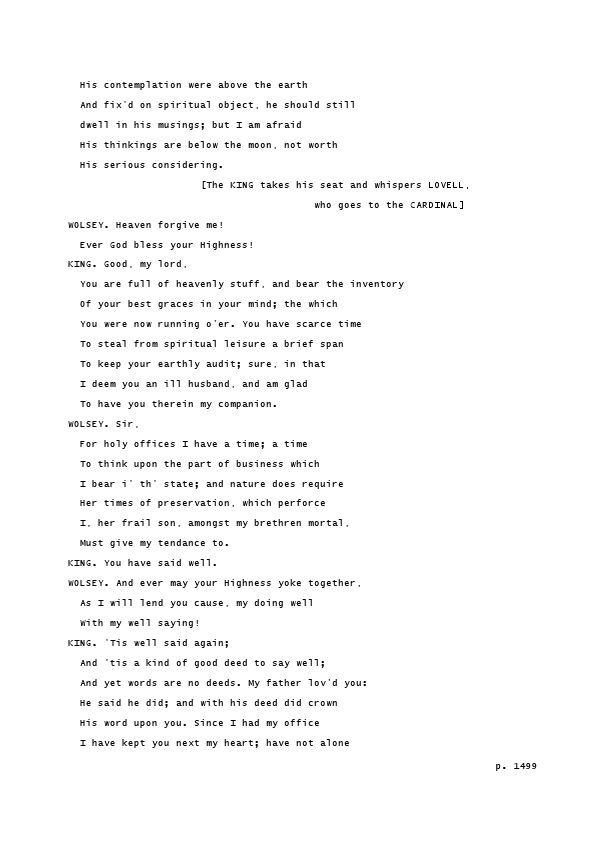 His contemplation were above the earth
And fix'd on spiritual object, he should still
dwell in his musings; but I am afraid
His thinkings are below the moon, not worth
His serious considering.
[The KING takes his seat and whispers LOVELL,
who goes to the CARDINAL]
WOLSEY. Heaven forgive me!
Ever God bless your Highness!
KING. Good, my lord,
You are full of heavenly stuff, and bear the inventory
Of your best graces in your mind; the which
You were now running o'er. You have scarce time
To steal from spiritual leisure a brief span
To keep your earthly audit; sure, in that
I deem you an ill husband, and am glad
To have you therein my companion.
WOLSEY. Sir,
For holy offices I have a time; a time
To think upon the part of business which
I bear i' th' state; and nature does require
Her times of preservation, which perforce
I, her frail son, amongst my brethren mortal,
Must give my tendance to.
KING. You have said well.
WOLSEY. And ever may your Highness yoke together,
As I will lend you cause, my doing well
With my well saying!
KING. 'Tis well said again;
And 'tis a kind of good deed to say well;
And yet words are no deeds. My father lov'd you:
He said he did; and with his deed did crown
His word upon you. Since I had my office
I have kept you next my heart; have not alone
p. 1499